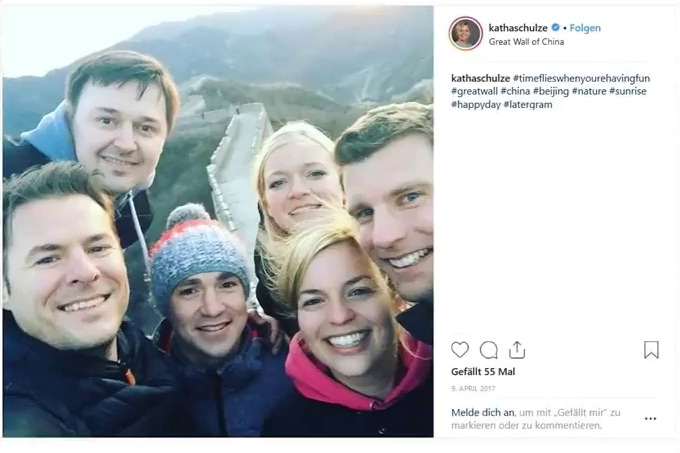 kathaschulze • Folgen
Great Wall of China
kathaschulze #timeflieswhenyourehavingfun
#greatwall #china #beijing #nature #sunrise
#happyday #latergram
Gefällt 55 Mal
9. APRIL 2017
Melde dich an, um mit „Gefällt mir" zu
markieren oder zu kommentieren.